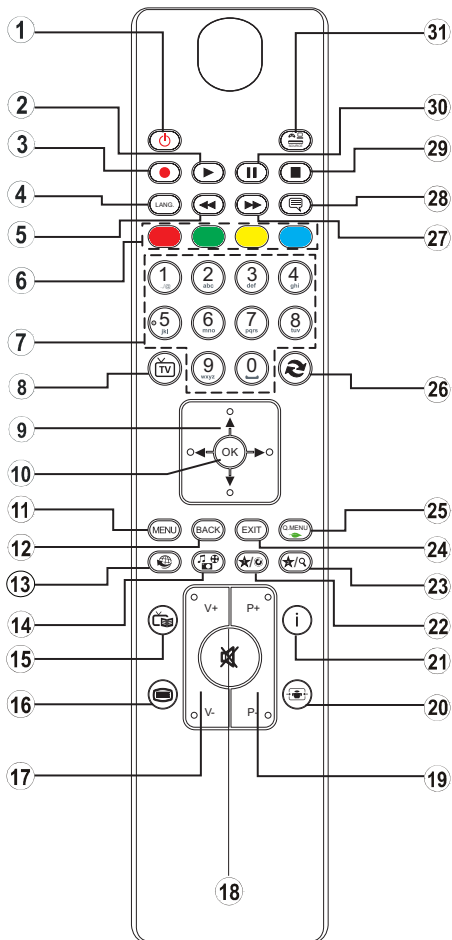 1
31
2
30
3
29
4
LANG.
28
5
27
6
1 2 3 4
./@ abc def ghi
5 6 7 8
jkl mno pqrs tuv
7
8
TV
9 0
wxyz
26
9
10
OK
11
MENU BACK EXIT Q.MENU
25
12
24
13
23
14
22
15
V+ P+
i
21
16
20
V- P-
17
19
18